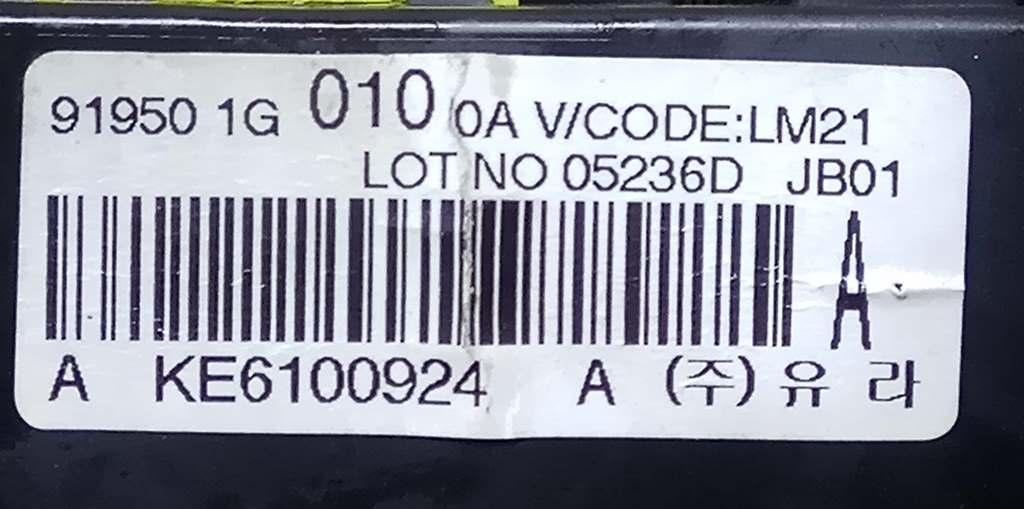 91950 1G 010 0A V/CODE:LM21
LOT NO 05236D JB01
A
A KE6100924 A (주) 유 라